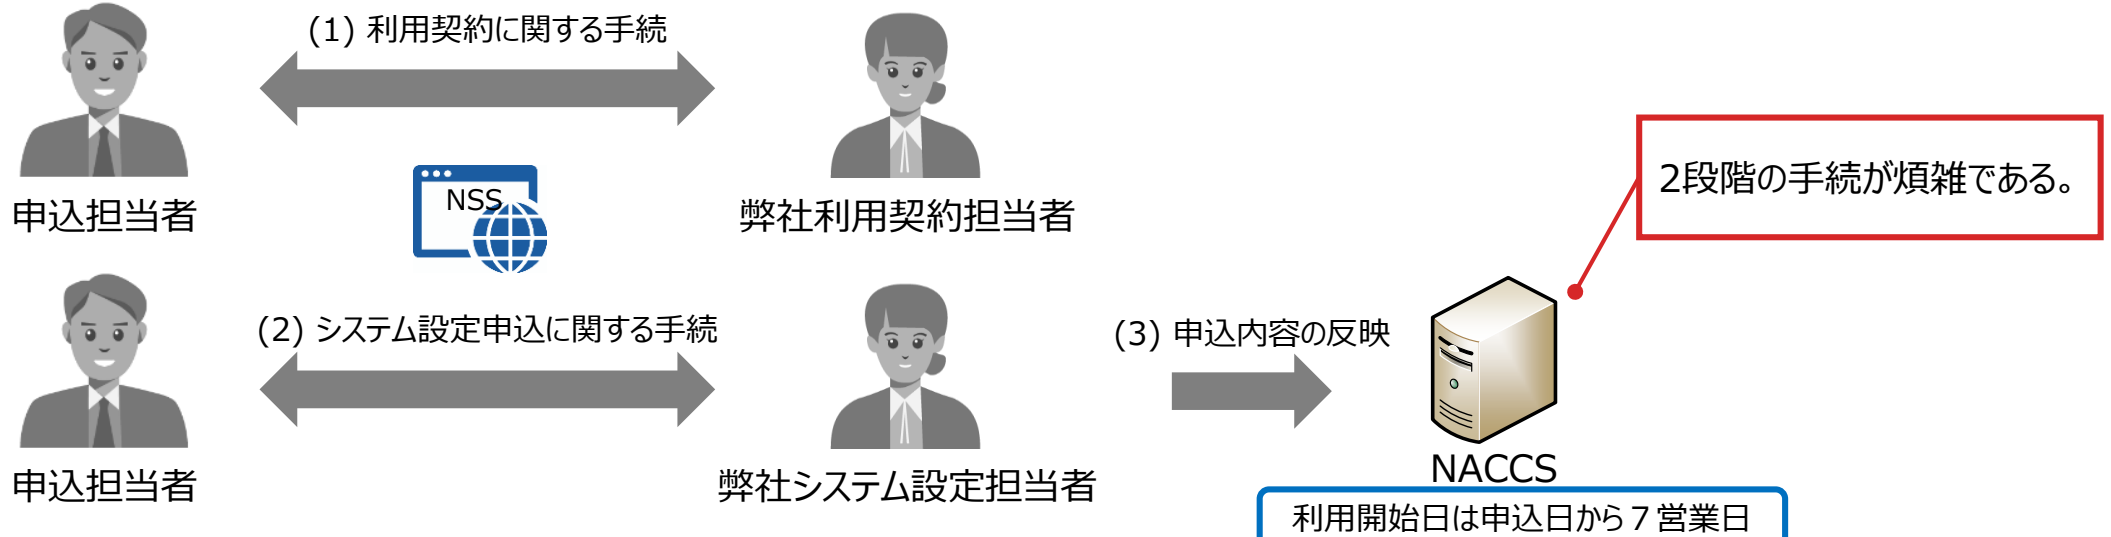 (1) 利用契約に関する手続
2段階の手続が煩雑である。
NSS
申込担当者
弊社利用契約担当者
(2) システム設定申込に関する手続
(3) 申込内容の反映
申込担当者
弊社システム設定担当者
NACCS
利用開始日は申込日から7営業日